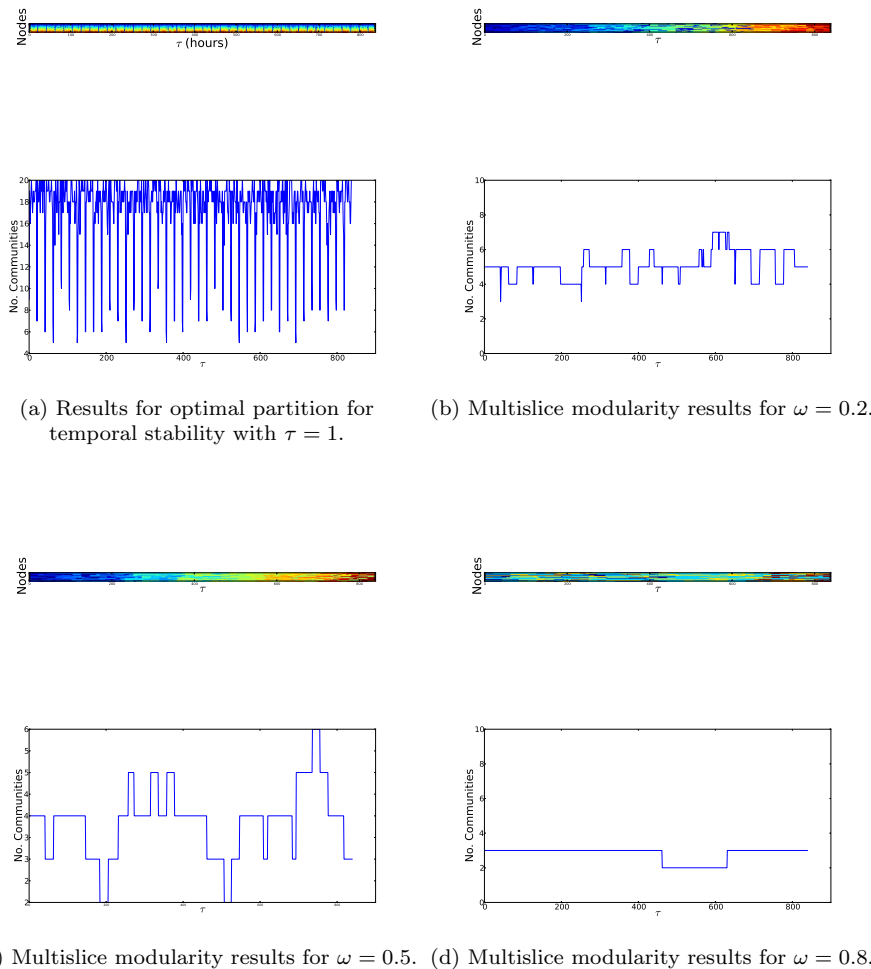 Nodes
τ (hours)
Nodes
τ
No. Communities
20
18
16
14
12
10
8
6
4
0 200 400 600 800
τ
No. Communities
10
8
6
4
2
0
0 200 400 600 800
τ
(a) Results for optimal partition for
temporal stability with τ = 1.
(b) Multislice modularity results for ω = 0.2.
Nodes
τ
Nodes
τ
No. Communities
6
5
5
4
4
3
3
2
2
τ
No. Communities
10
8
6
4
2
0
0 200 400 600 800
τ
) Multislice modularity results for ω = 0.5.
(d) Multislice modularity results for ω = 0.8.